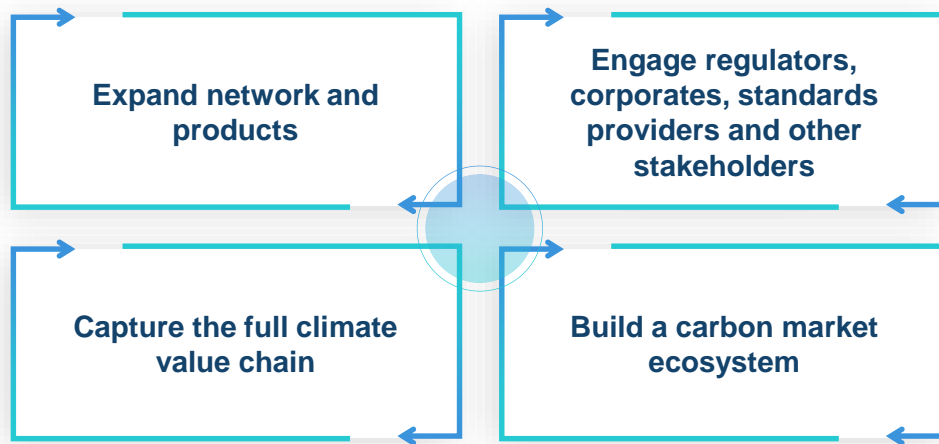 Expand network and
products
Engage regulators,
corporates, standards
providers and other
stakeholders
Capture the full climate
value chain
Build a carbon market
ecosystem